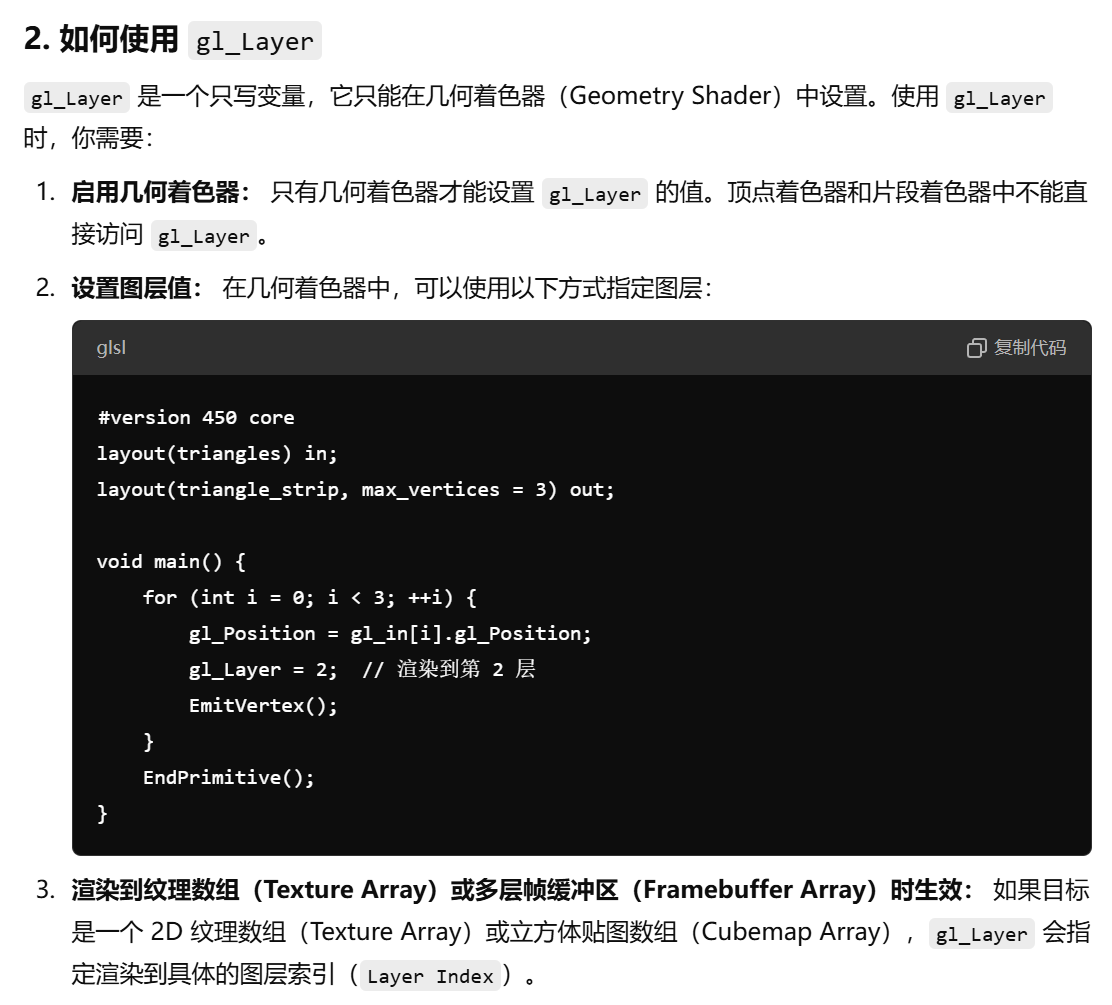 2. 如何使用 gl_Layer
gl_Layer 是一个只写变量，它只能在几何着色器（Geometry Shader）中设置。使用 gl_Layer
时，你需要：
1. 启用几何着色器： 只有几何着色器才能设置 gl_Layer 的值。顶点着色器和片段着色器中不能直
接访问 gl_Layer。
2. 设置图层值： 在几何着色器中，可以使用以下方式指定图层：
glsl 复制代码
#version 450 core
layout(triangles) in;
layout(triangle_strip, max_vertices = 3) out;

void main() {
    for (int i = 0; i < 3; ++i) {
        gl_Position = gl_in[i].gl_Position;
        gl_Layer = 2;  // 渲染到第 2 层
        EmitVertex();
    }
    EndPrimitive();
}
3. 渲染到纹理数组（Texture Array）或多层帧缓冲区（Framebuffer Array）时生效： 如果目标
是一个 2D 纹理数组（Texture Array）或立方体贴图数组（Cubemap Array），gl_Layer 会指
定渲染到具体的图层索引（Layer Index）。